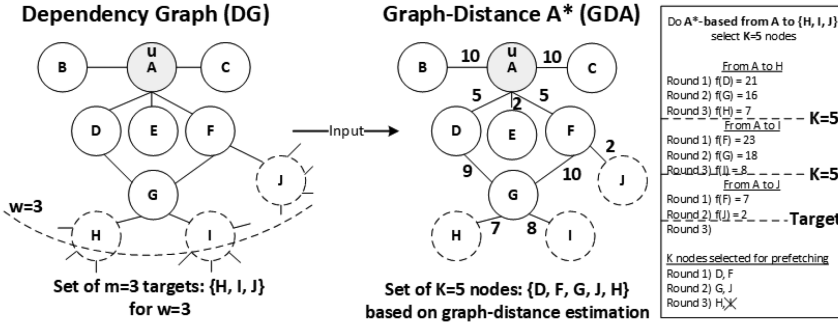 Dependency Graph (DG)
u
A
B
C
D
E
F
G
H
I
J
w=3
Set of m=3 targets: {H, I, J}
for w=3
Input
Graph-Distance A* (GDA)
u
A
B
10
10
C
5
2
5
D
E
F
2
9
10
J
G
7
8
H
I
Set of K=5 nodes: {D, F, G, J, H}
based on graph-distance estimation
Do A*-based from A to {H, I, J}
select K=5 nodes
From A to H
Round 1) f(D) = 21
Round 2) f(G) = 16
Round 3) f(H) = 7
K=5
From A to I
Round 1) f(F) = 23
Round 2) f(G) = 18
Round 3) f(I) = 8
K=5
From A to J
Round 1) f(F) = 7
Round 2) f(J) = 2
Target
Round 3)
K nodes selected for prefetching
Round 1) D, F
Round 2) G, J
Round 3) H,